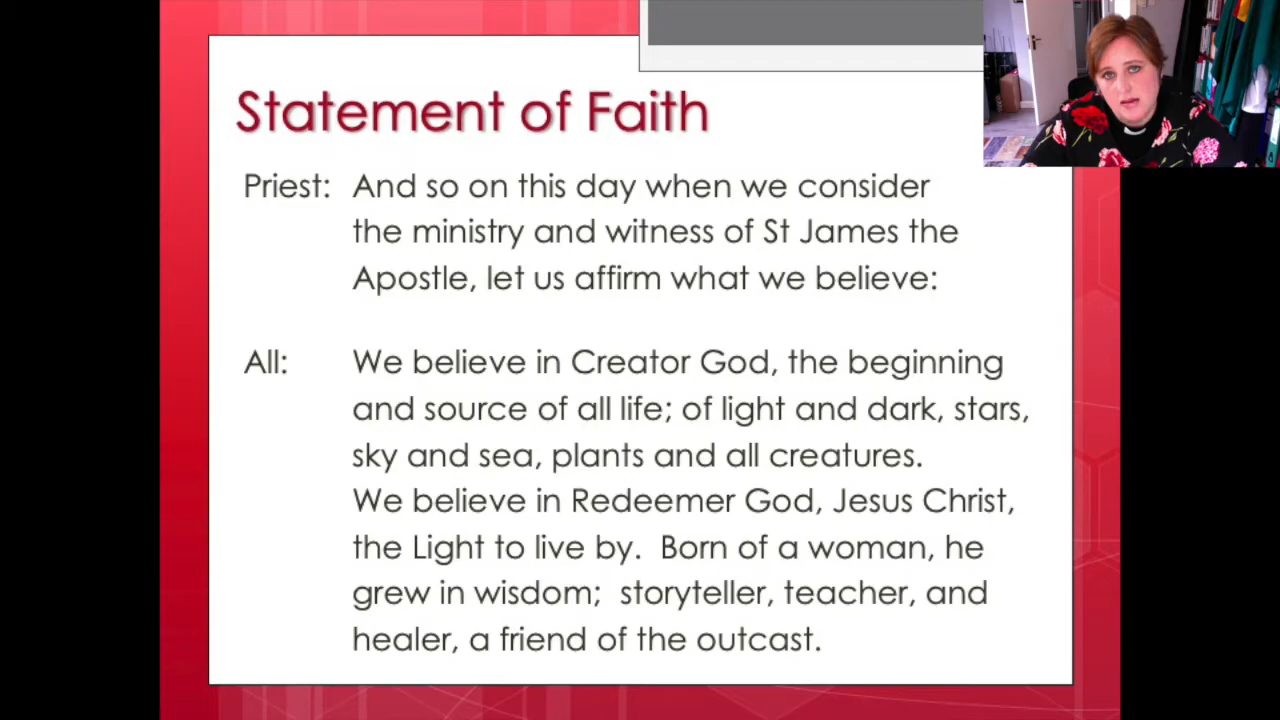 Statement of Faith
Priest: And so on this day when we consider
the ministry and witness of St James the
Apostle, let us affirm what we believe:
All: We believe in Creator God, the beginning
and source of all life; of light and dark, stars,
sky and sea, plants and all creatures.
We believe in Redeemer God, Jesus Christ,
the Light to live by.  Born of a woman, he
grew in wisdom;  storyteller, teacher, and
healer, a friend of the outcast.